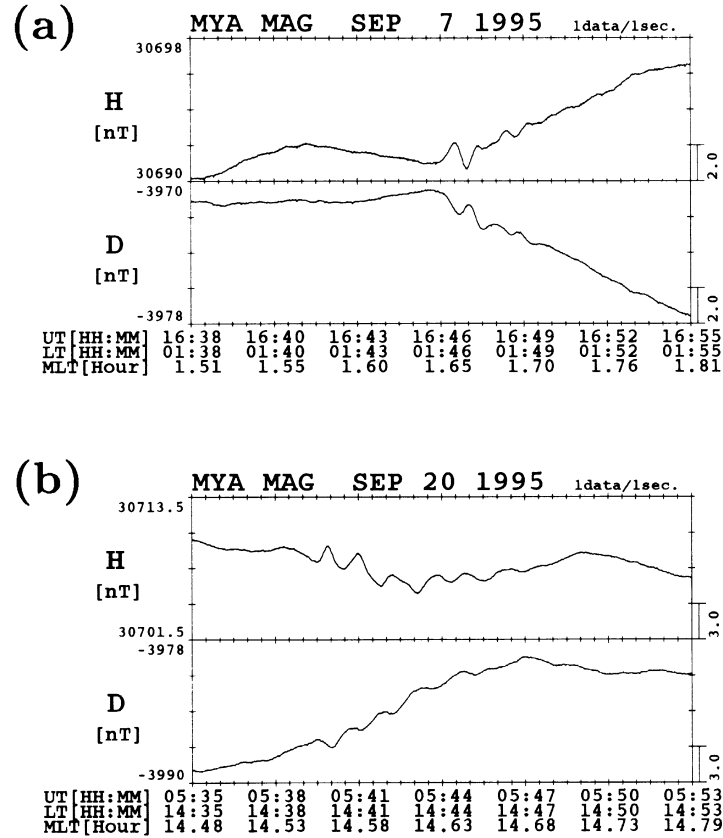 (a)
MYA MAG SEP 7 1995 1data/1sec.
30698
H
[nT]
30690
2.0
-3970
D
[nT]
-3978
2.0
UT[HH:MM] 16:38 16:40 16:43 16:46 16:49 16:52 16:55
LT[HH:MM] 01:38 01:40 01:43 01:46 01:49 01:52 01:55
MLT[Hour] 1.51 1.55 1.60 1.65 1.70 1.76 1.81
(b)
MYA MAG SEP 20 1995 1data/1sec.
30713.5
H
[nT]
30701.5
3.0
-3978
D
[nT]
-3990
3.0
UT[HH:MM] 05:35 05:38 05:41 05:44 05:47 05:50 05:53
LT[HH:MM] 14:35 14:38 14:41 14:44 14:47 14:50 14:53
MLT[Hour] 14.48 14.53 14.58 14.63 14.68 14.73 14.79